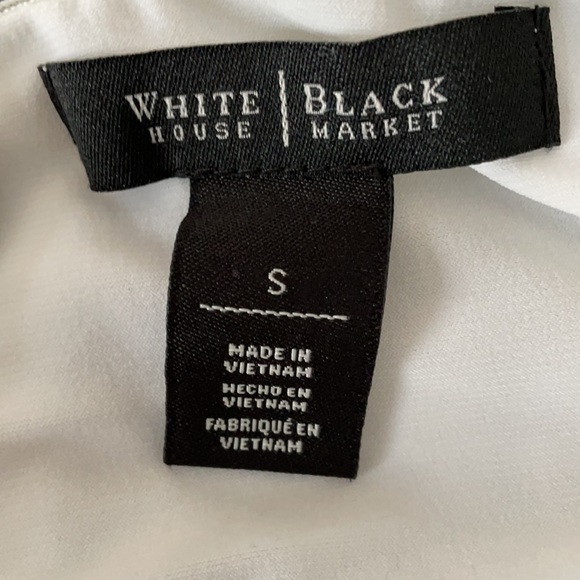 WHITE | BLACK
HOUSE | MARKET
S
MADE IN
VIETNAM
HECHO EN
VIETNAM
FABRIQUÉ EN
VIETNAM